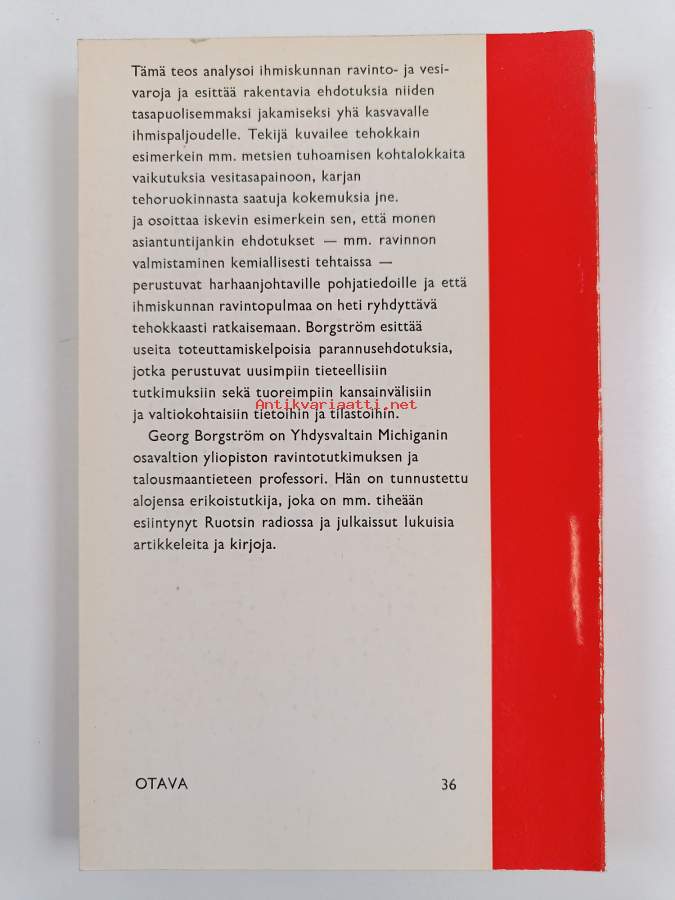 Tämä teos analysoi ihmiskunnan ravinto- ja vesi-
varoja ja esittää rakentavia ehdotuksia niiden
tasapuolisemmaksi jakamiseksi yhä kasvavalle
ihmispaljoudelle. Tekijä kuvailee tehokkain
esimerkein mm. metsien tuhoamisen kohtalokkaita
vaikutuksia vesitasapainoon, karjan
tehoruokinnasta saatuja kokemuksia jne.
ja osoittaa iskevin esimerkein sen, että monen
asiantuntijankin ehdotukset — mm. ravinnon
valmistaminen kemiallisesti tehtaissa —
perustuvat harhaanjohtaville pohjatiedoille ja että
ihmiskunnan ravintopulmaa on heti ryhdyttävä
tehokkaasti ratkaisemaan. Borgström esittää
useita toteuttamiskelpoisia parannusehdotuksia,
jotka perustuvat uusimpiin tieteellisiin
tutkimuksiin sekä tuoreimpiin kansainvälisiin
Antikvariaatti.net
ja valtiokohtaisiin tietoihin ja tilastoihin.
Georg Borgström on Yhdysvaltain Michiganin
osavaltion yliopiston ravintotutkimuksen ja
talousmaantieteen professori. Hän on tunnustettu
alojensa erikoistutkija, joka on mm. tiheään
esiintynyt Ruotsin radiossa ja julkaissut lukuisia
artikkeleita ja kirjoja.
OTAVA 36